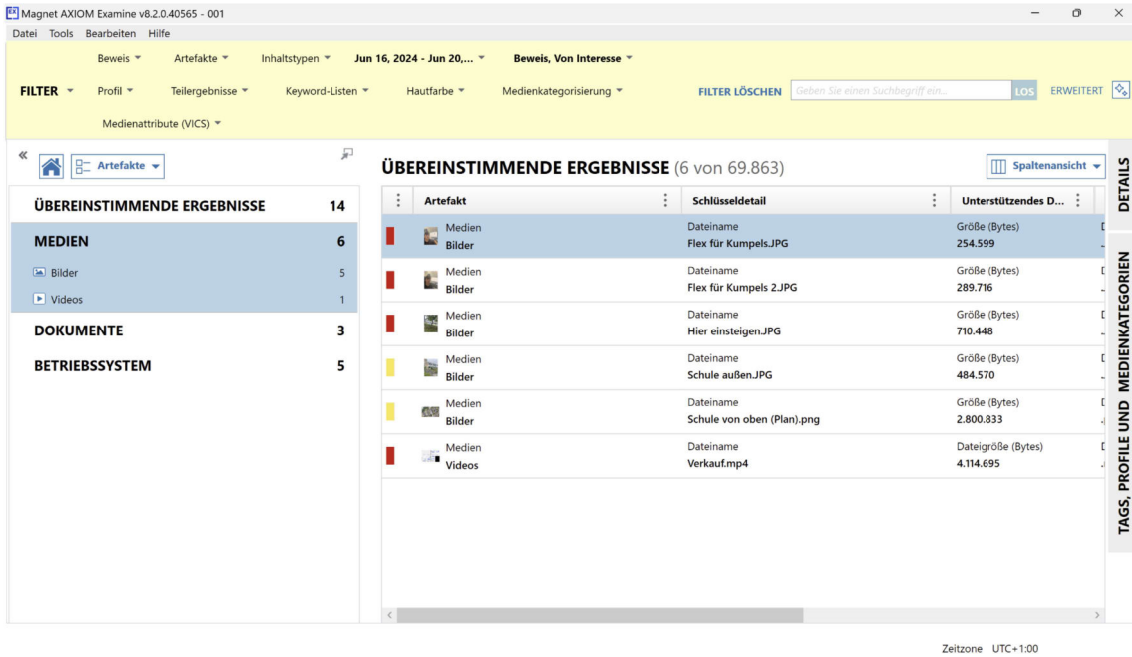 Magnet AXIOM Examine v8.2.0.40565 - 001
Datei Tools Bearbeiten Hilfe
Beweis Artefakte Inhaltstypen Jun 16, 2024 - Jun 20,... Beweis, Von Interesse
FILTER Profil Teilergebnisse Keyword-Listen Hautfarbe Medienkategorisierung FILTER LÖSCHEN Geben Sie einen Suchbegriff ein... LOS ERWEITERT
Medienattribute (VICS)
Artefakte
ÜBEREINSTIMMENDE ERGEBNISSE 14
MEDIEN 6
Bilder 5
Videos 1
DOKUMENTE 3
BETRIEBSSYSTEM 5
ÜBEREINSTIMMENDE ERGEBNISSE (6 von 69.863) Spaltenansicht
Artefakt Schlüsseldetail Unterstützendes D...
Medien Dateiname Größe (Bytes)
Bilder Flex für Kumpels.JPG 254.599
Medien Dateiname Größe (Bytes)
Bilder Flex für Kumpels 2.JPG 289.716
Medien Dateiname Größe (Bytes)
Bilder Hier einsteigen.JPG 710.448
Medien Dateiname Größe (Bytes)
Bilder Schule außen.JPG 484.570
Medien Dateiname Größe (Bytes)
Bilder Schule von oben (Plan).png 2.800.833
Medien Dateiname Dateigröße (Bytes)
Videos Verkauf.mp4 4.114.695
DETAILS
TAGS, PROFILE UND MEDIENKATEGORIEN
Zeitzone UTC+1:00